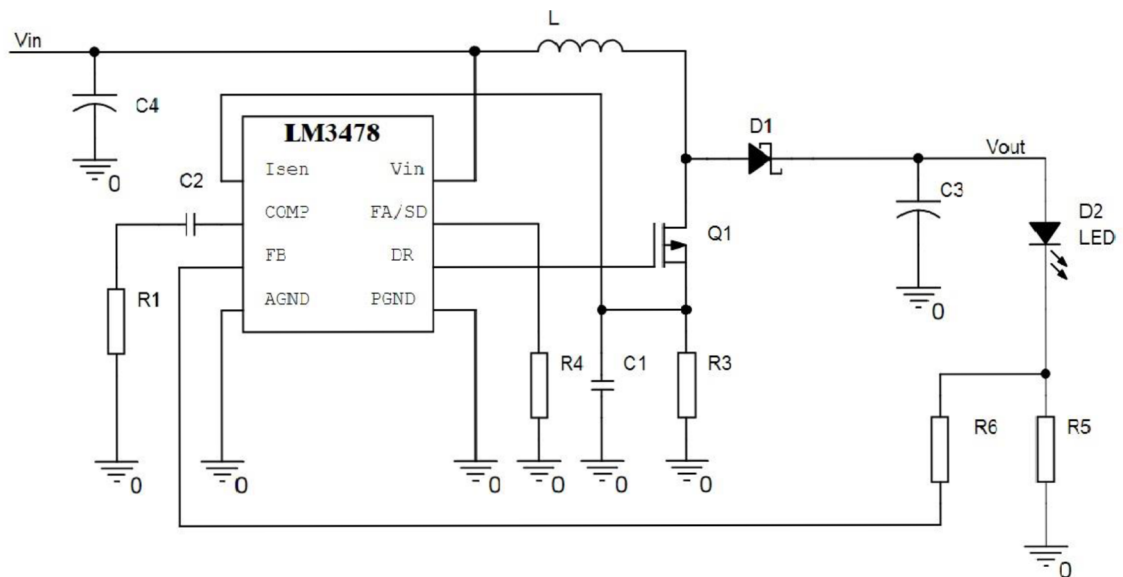 L
Vin
C4
LM3478
D1
0
Isen
Vin
Vout
C2
C3
COMP
FA/SD
D2
Q1
LED
FB
DR
R1
AGND
PGND
0
R4
C1
R3
R6
R5
0
0
0
0
0
0
0